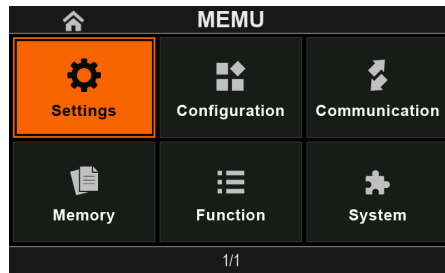 MEMU
Settings
Configuration
Communication
Memory
Function
System
1/1